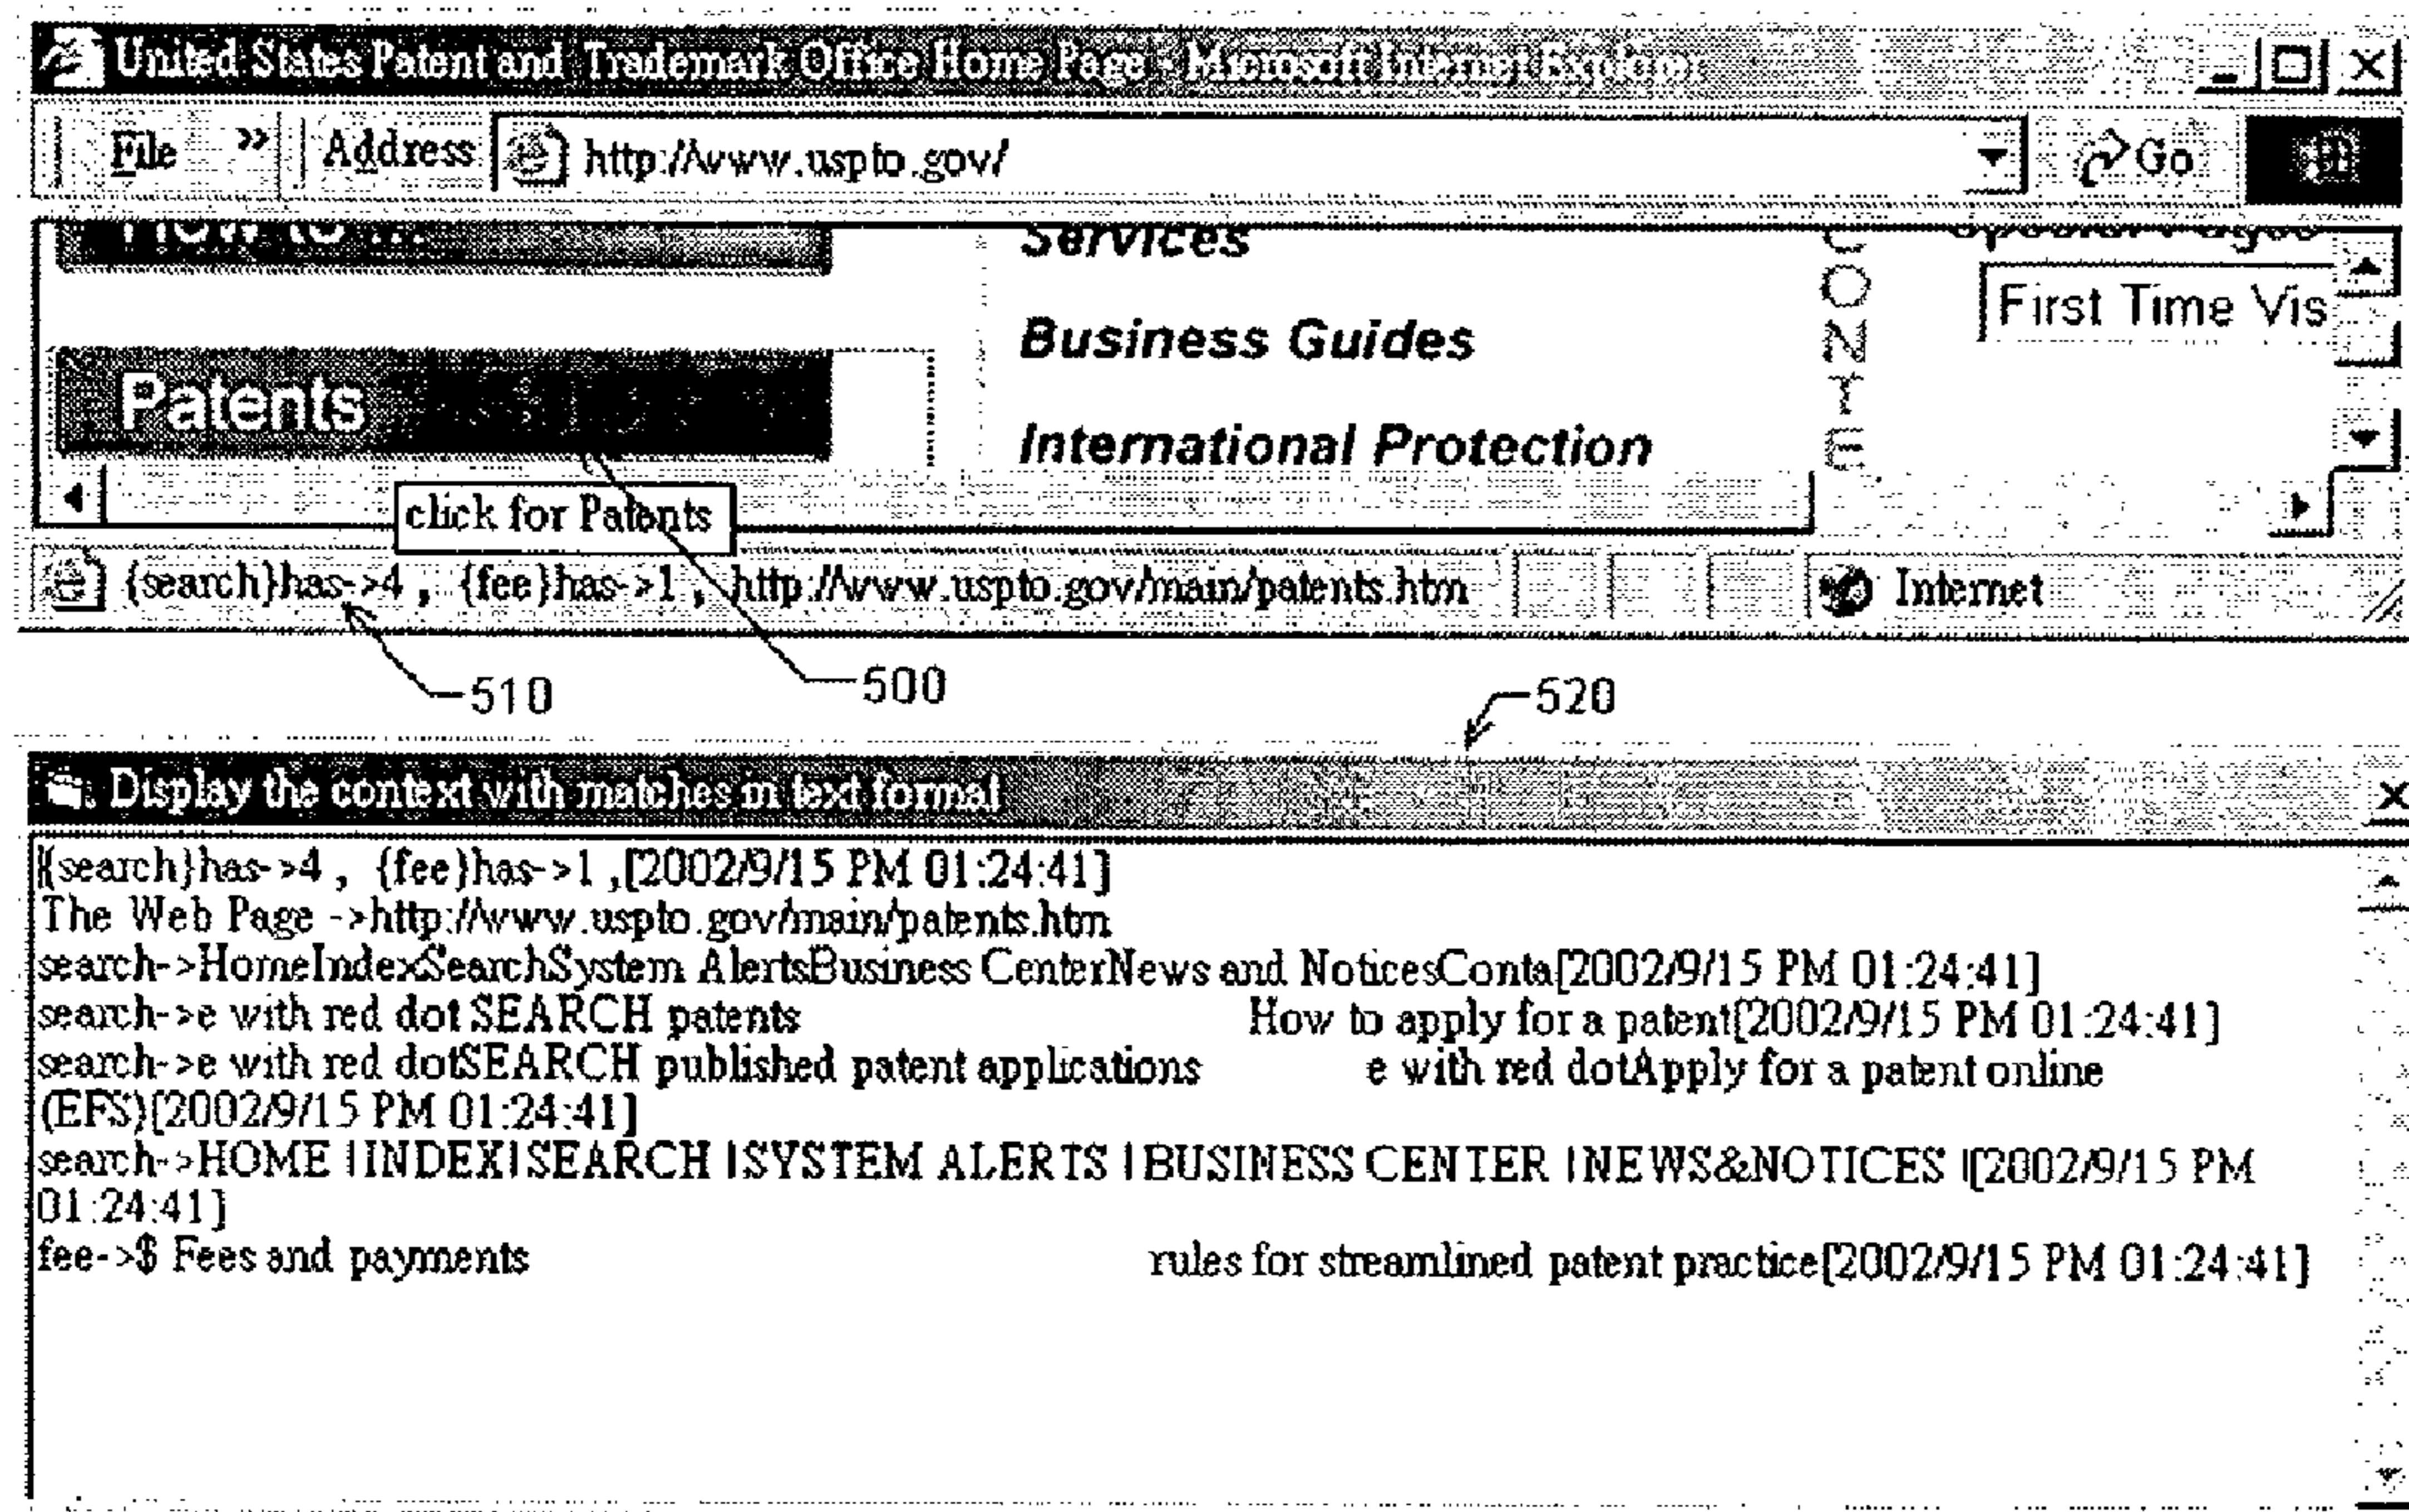 United States Patent and Trademark Office Home Page - Microsoft Internet Explorer
File » Address http://www.uspto.gov/ Go
How to ...
Services
CONTE
First Time Vis
Business Guides
Patents
International Protection
click for Patents
{search}has->4 , {fee}has->1 , http://www.uspto.gov/main/patents.htm Internet
510
500
520
Display the context with matches in text format
{search}has->4 , {fee}has->1 ,[2002/9/15 PM 01:24:41]
The Web Page ->http://www.uspto.gov/main/patents.htm
search->HomeIndexSearchSystem AlertsBusiness CenterNews and NoticesConta[2002/9/15 PM 01:24:41]
search->e with red dot SEARCH patents How to apply for a patent[2002/9/15 PM 01:24:41]
search->e with red dotSEARCH published patent applications e with red dotApply for a patent online
(EFS)[2002/9/15 PM 01:24:41]
search->HOME |INDEX|SEARCH |SYSTEM ALERTS |BUSINESS CENTER |NEWS&NOTICES |[2002/9/15 PM
01:24:41]
fee->$ Fees and payments rules for streamlined patent practice[2002/9/15 PM 01:24:41]